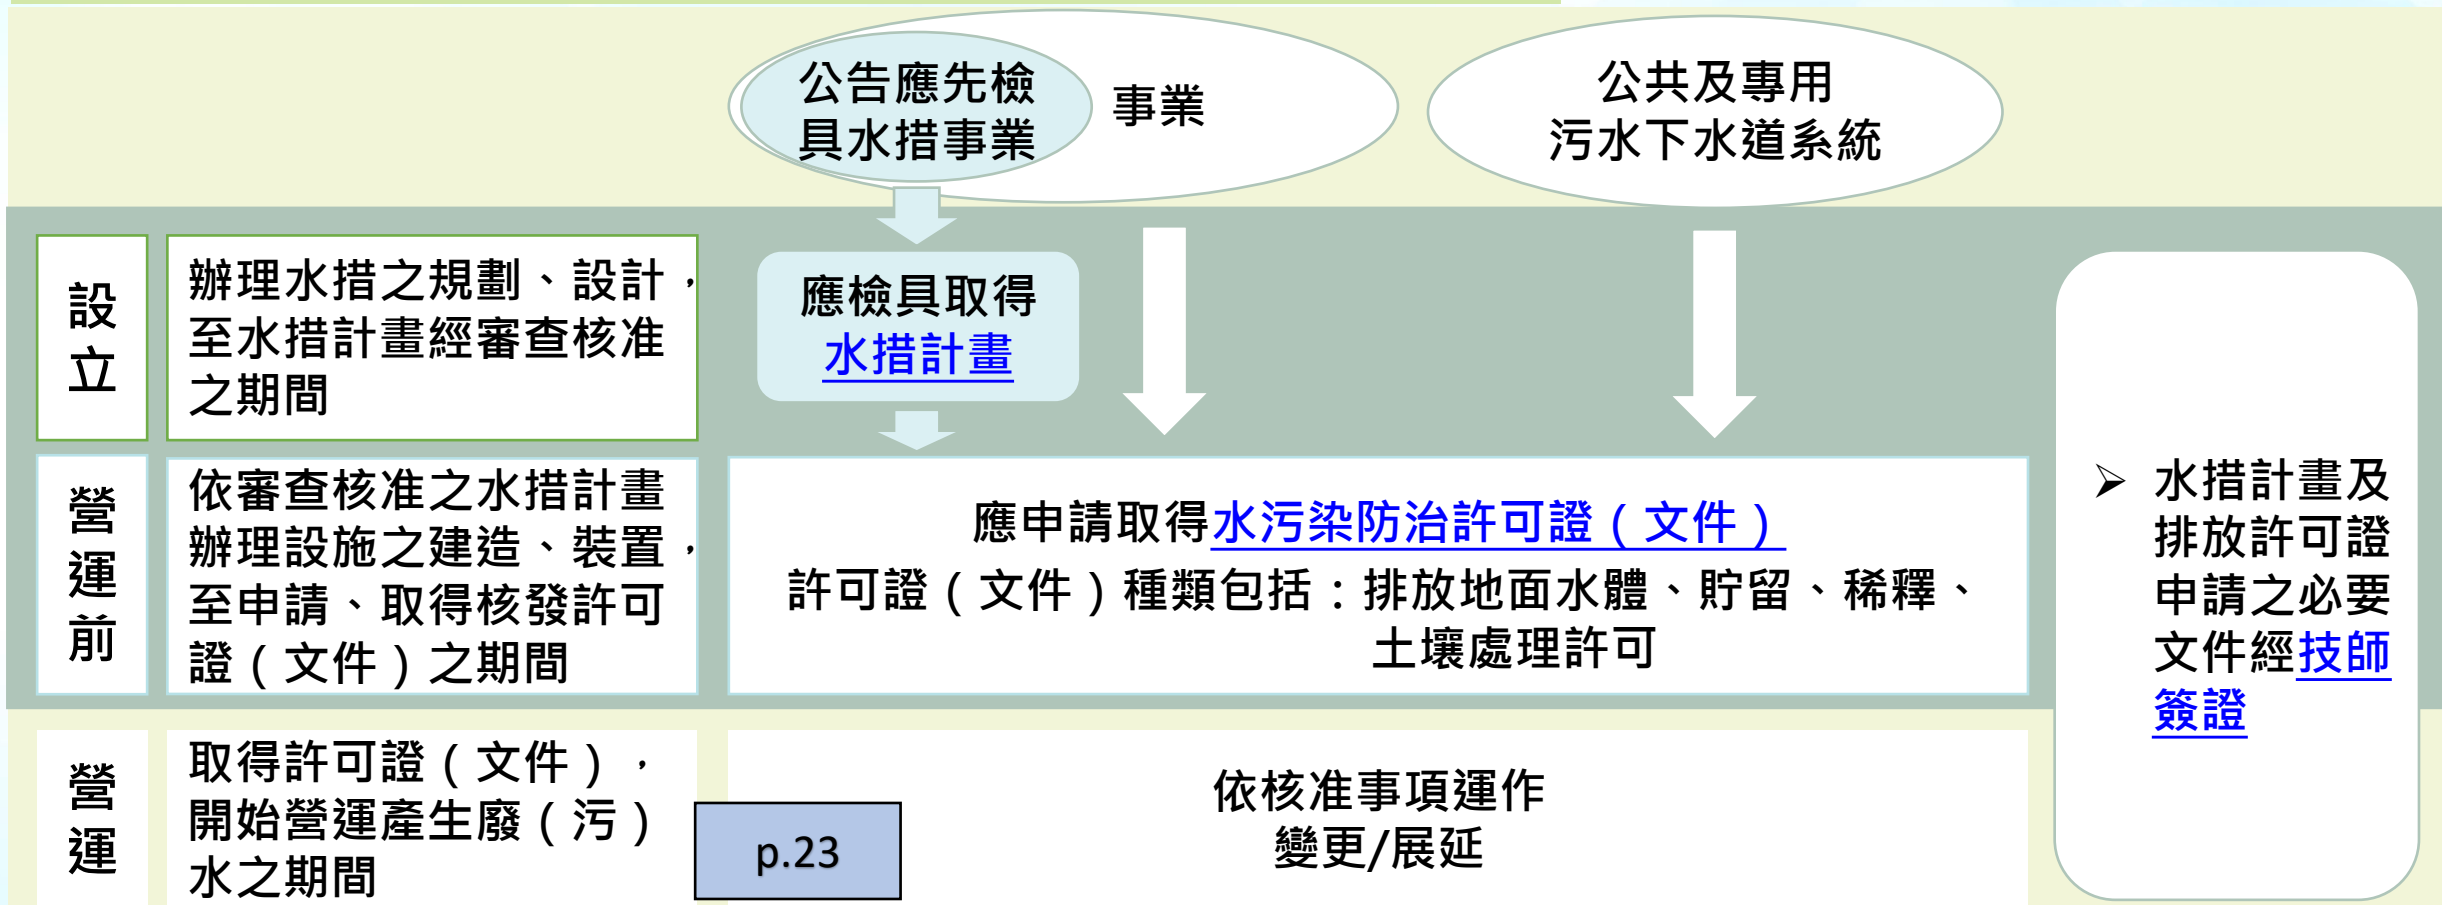 公告應先檢
具水措事業
事業
公共及專用
污水下水道系統
設
立
辦理水措之規劃、設計，
至水措計畫經審查核准
之期間
應檢具取得
水措計畫
營
運
前
依審查核准之水措計畫
辦理設施之建造、裝置，
至申請、取得核發許可
證（文件）之期間
應申請取得水污染防治許可證（文件）
許可證（文件）種類包括：排放地面水體、貯留、稀釋、
土壤處理許可
➢ 水措計畫及
排放許可證
申請之必要
文件經技師
簽證
營
運
取得許可證（文件），
開始營運產生廢（污）
水之期間
p.23
依核准事項運作
變更/展延